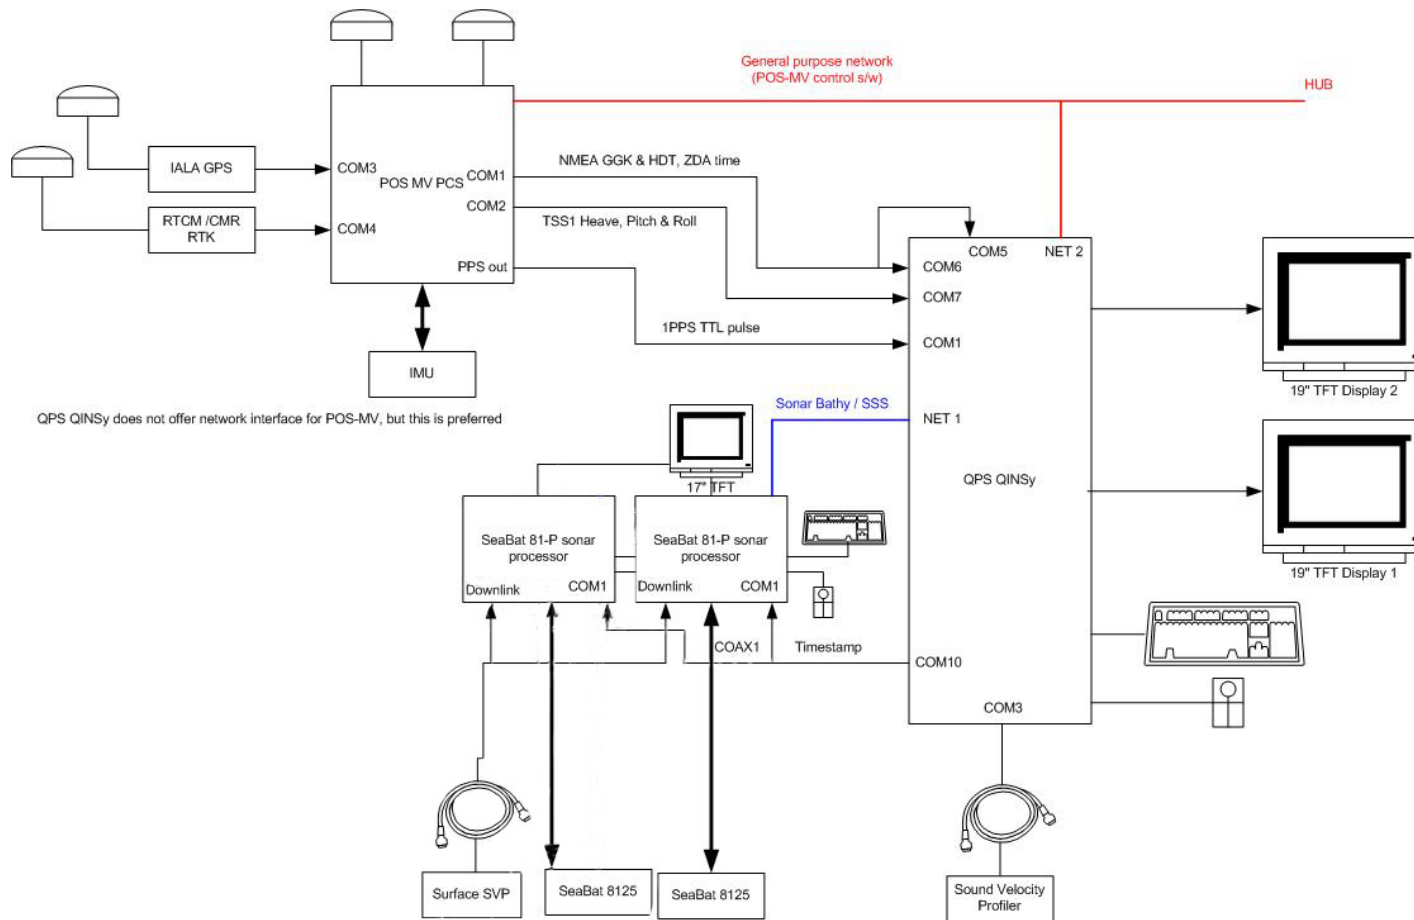 General purpose network
(POS-MV control s/w)
HUB
IALA GPS
COM3
POS MV PCS
COM1
NMEA GGK & HDT, ZDA time
RTCM /CMR
RTK
COM4
COM2
TSS1 Heave, Pitch & Roll
PPS out
1PPS TTL pulse
COM5
NET 2
COM6
COM7
COM1
IMU
19" TFT Display 2
QPS QINSy does not offer network interface for POS-MV, but this is preferred
Sonar Bathy / SSS
NET 1
17" TFT
QPS QINSy
SeaBat 81-P sonar
processor
SeaBat 81-P sonar
processor
19" TFT Display 1
Downlink
COM1
Downlink
COM1
COAX1
Timestamp
COM10
COM3
Surface SVP
SeaBat 8125
SeaBat 8125
Sound Velocity
Profiler